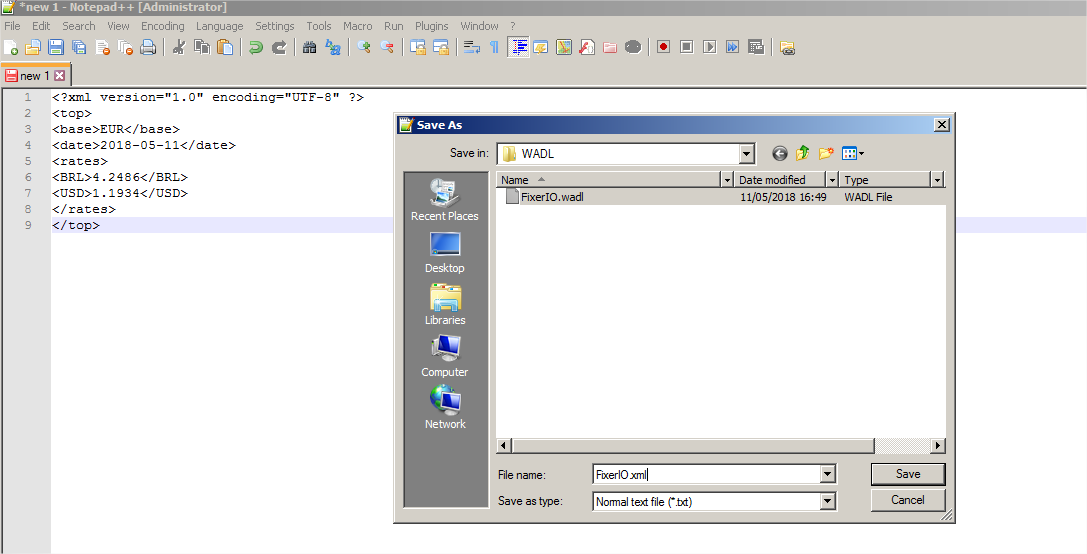 *new 1 - Notepad++ [Administrator]
File Edit Search View Encoding Language Settings Tools Macro Run Plugins Window ?
new 1
1 <?xml version="1.0" encoding="UTF-8" ?>
2 <top>
3 <base>EUR</base>
4 <date>2018-05-11</date>
5 <rates>
6 <BRL>4.2486</BRL>
7 <USD>1.1934</USD>
8 </rates>
9 </top>
Save As
Save in: WADL
Name Date modified Type
FixerIO.wadl 11/05/2018 16:49 WADL File
Recent Places
Desktop
Libraries
Computer
Network
File name: FixerIO.xml Save
Save as type: Normal text file (*.txt) Cancel